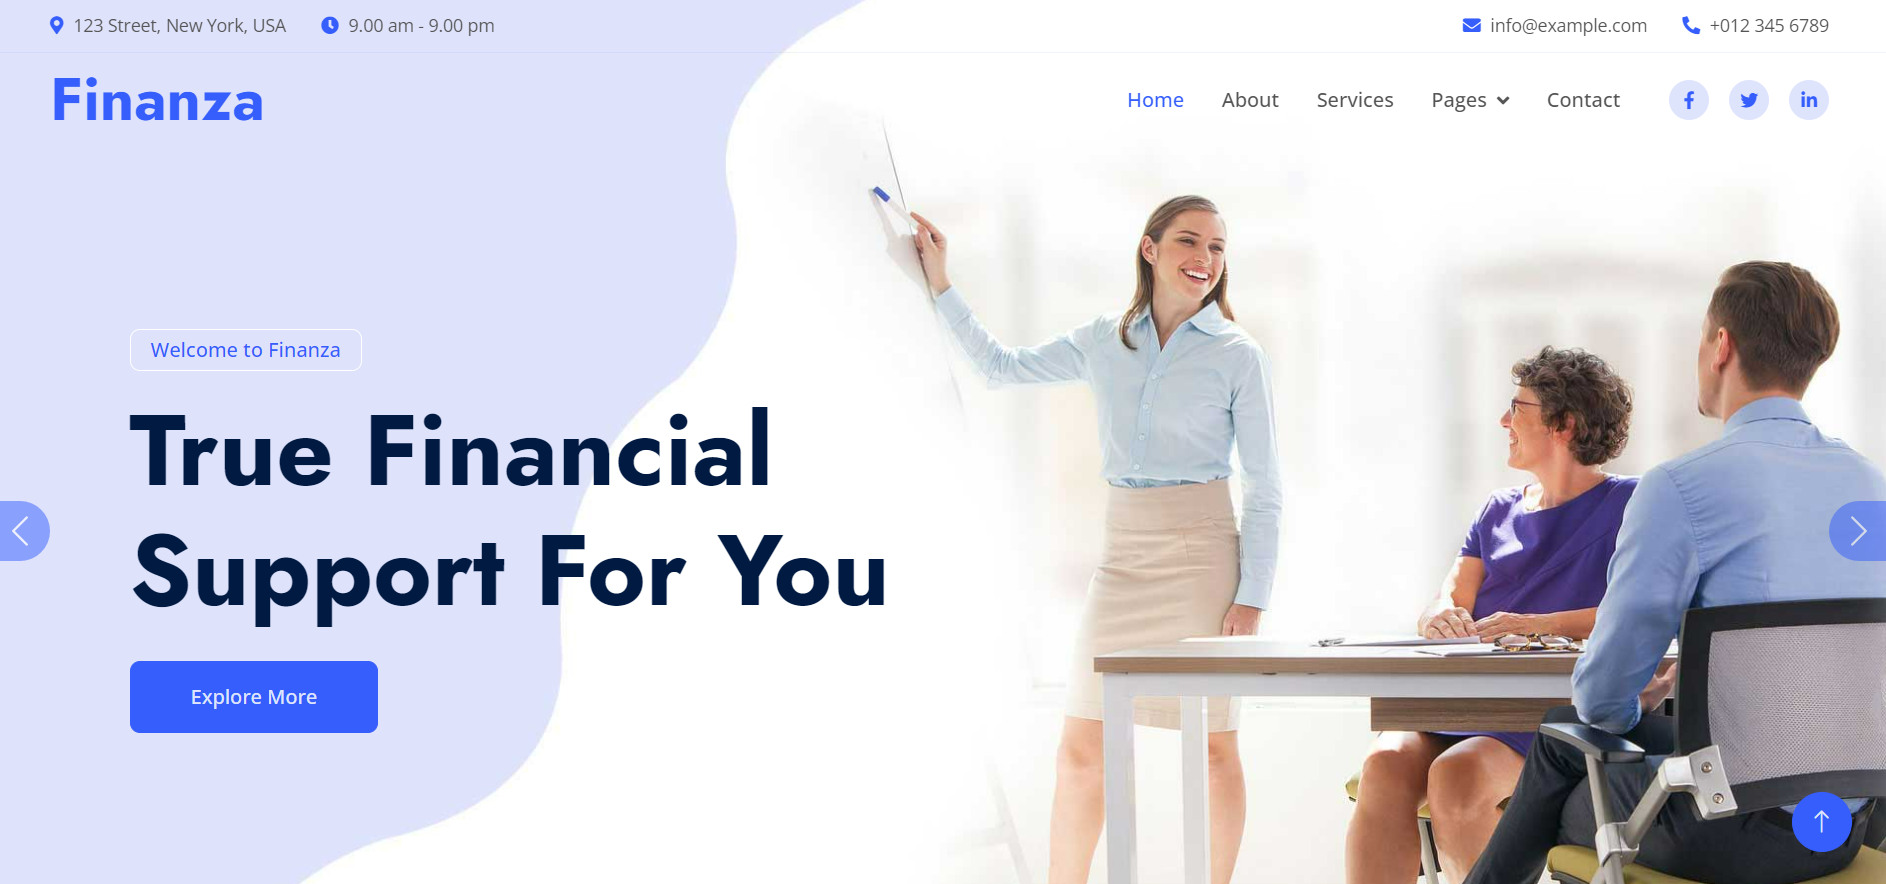 123 Street, New York, USA
9.00 am - 9.00 pm
info@example.com
+012 345 6789
Finanza
Home
About
Services
Pages
Contact
Welcome to Finanza
True Financial
Support For You
Explore More